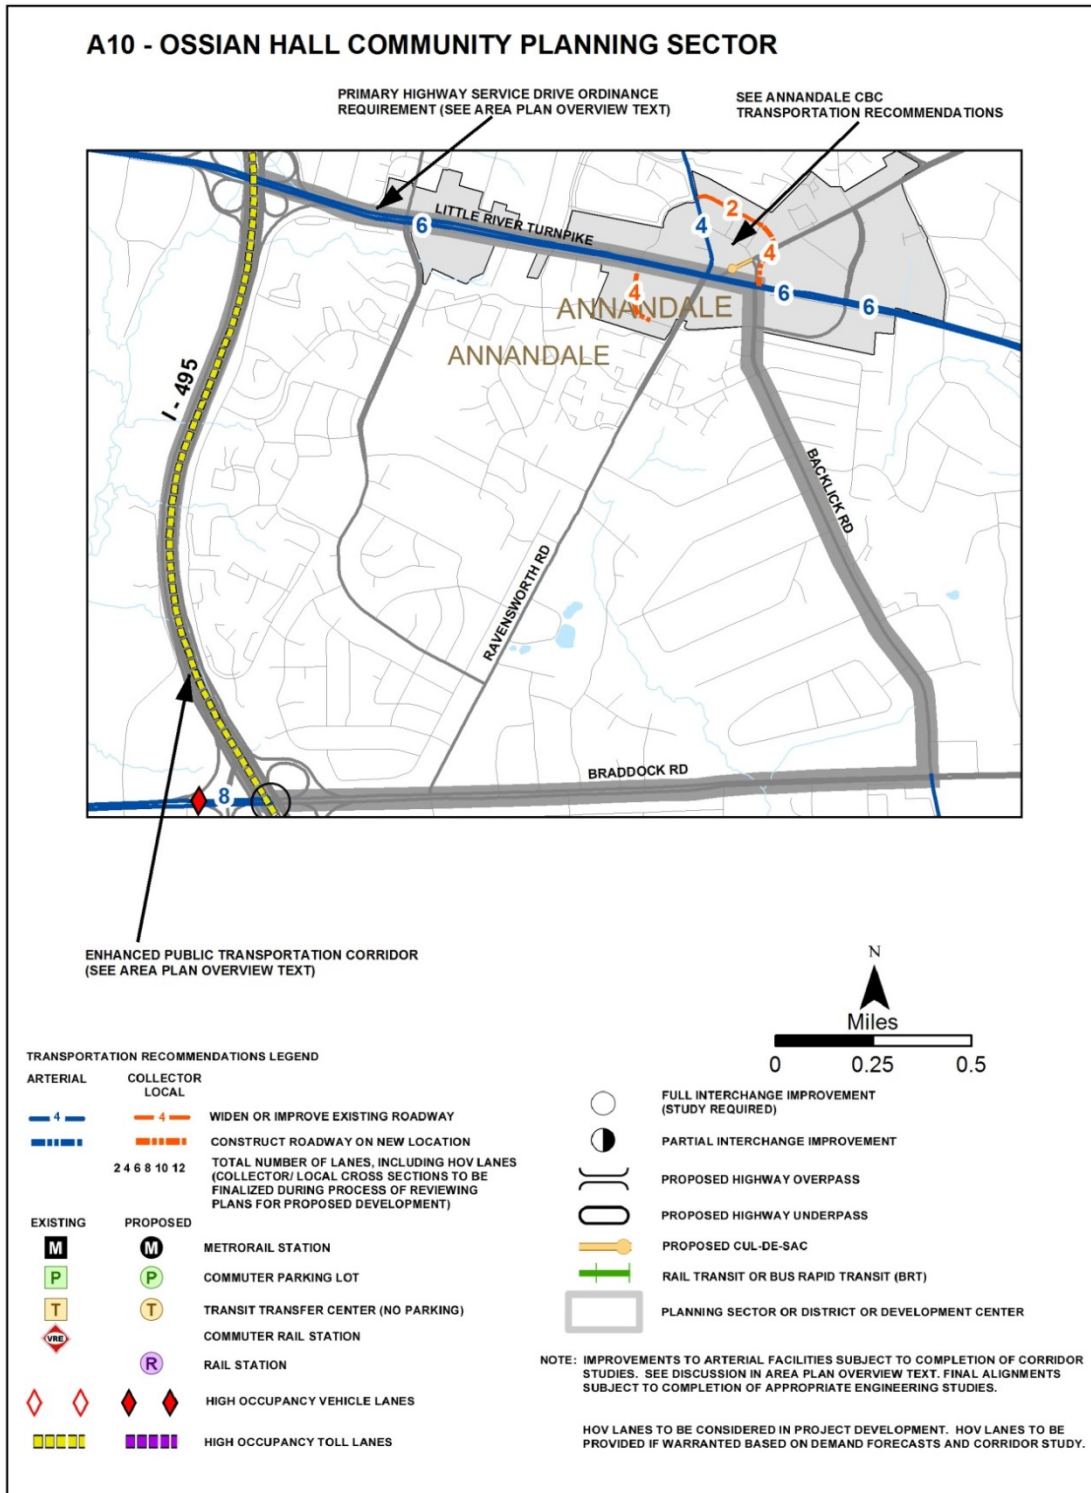 A10 - OSSIAN HALL COMMUNITY PLANNING SECTOR
PRIMARY HIGHWAY SERVICE DRIVE ORDINANCE
REQUIREMENT (SEE AREA PLAN OVERVIEW TEXT)
SEE ANNANDALE CBC
TRANSPORTATION RECOMMENDATIONS
LITTLE RIVER TURNPIKE
6
4
2
4
6
6
4
ANNANDALE
ANNANDALE
I - 495
BACKLICK RD
RAVENSWORTH RD
BRADDOCK RD
8
ENHANCED PUBLIC TRANSPORTATION CORRIDOR
(SEE AREA PLAN OVERVIEW TEXT)
N
Miles
0 0.25 0.5
TRANSPORTATION RECOMMENDATIONS LEGEND
ARTERIAL COLLECTOR
LOCAL
4 4 WIDEN OR IMPROVE EXISTING ROADWAY
CONSTRUCT ROADWAY ON NEW LOCATION
2 4 6 8 10 12 TOTAL NUMBER OF LANES, INCLUDING HOV LANES
(COLLECTOR/ LOCAL CROSS SECTIONS TO BE
FINALIZED DURING PROCESS OF REVIEWING
PLANS FOR PROPOSED DEVELOPMENT)
EXISTING PROPOSED
M M METRORAIL STATION
P P COMMUTER PARKING LOT
T T TRANSIT TRANSFER CENTER (NO PARKING)
VRE COMMUTER RAIL STATION
R RAIL STATION
HIGH OCCUPANCY VEHICLE LANES
HIGH OCCUPANCY TOLL LANES
FULL INTERCHANGE IMPROVEMENT
(STUDY REQUIRED)
PARTIAL INTERCHANGE IMPROVEMENT
PROPOSED HIGHWAY OVERPASS
PROPOSED HIGHWAY UNDERPASS
PROPOSED CUL-DE-SAC
RAIL TRANSIT OR BUS RAPID TRANSIT (BRT)
PLANNING SECTOR OR DISTRICT OR DEVELOPMENT CENTER
NOTE: IMPROVEMENTS TO ARTERIAL FACILITIES SUBJECT TO COMPLETION OF CORRIDOR
STUDIES. SEE DISCUSSION IN AREA PLAN OVERVIEW TEXT. FINAL ALIGNMENTS
SUBJECT TO COMPLETION OF APPROPRIATE ENGINEERING STUDIES.
HOV LANES TO BE CONSIDERED IN PROJECT DEVELOPMENT. HOV LANES TO BE
PROVIDED IF WARRANTED BASED ON DEMAND FORECASTS AND CORRIDOR STUDY.